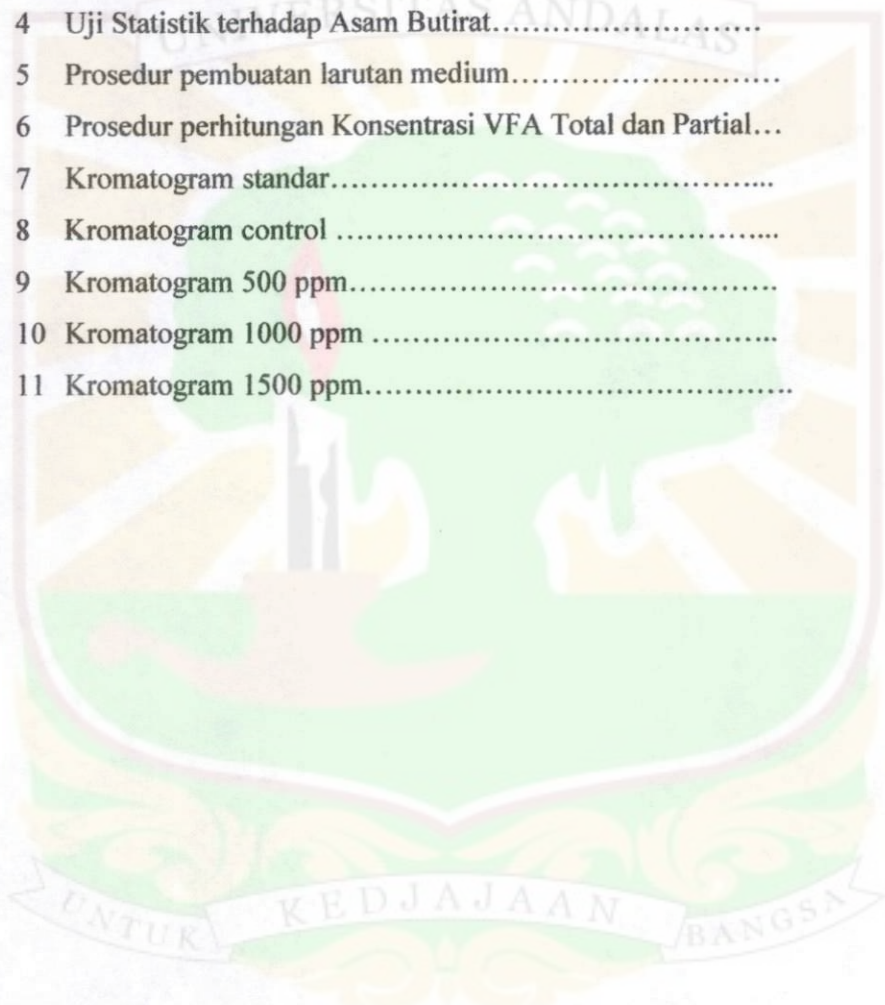 UNIVERSITAS ANDALAS
4 Uji Statistik terhadap Asam Butirat……………………….
5 Prosedur pembuatan larutan medium………………………
6 Prosedur perhitungan Konsentrasi VFA Total dan Partial…
7 Kromatogram standar……………………………………...
8 Kromatogram control ……………………………………...
9 Kromatogram 500 ppm…………………………………….
10 Kromatogram 1000 ppm …………………………………..
11 Kromatogram 1500 ppm…………………………………….
UNTUK KEDJAJAAN BANGSA